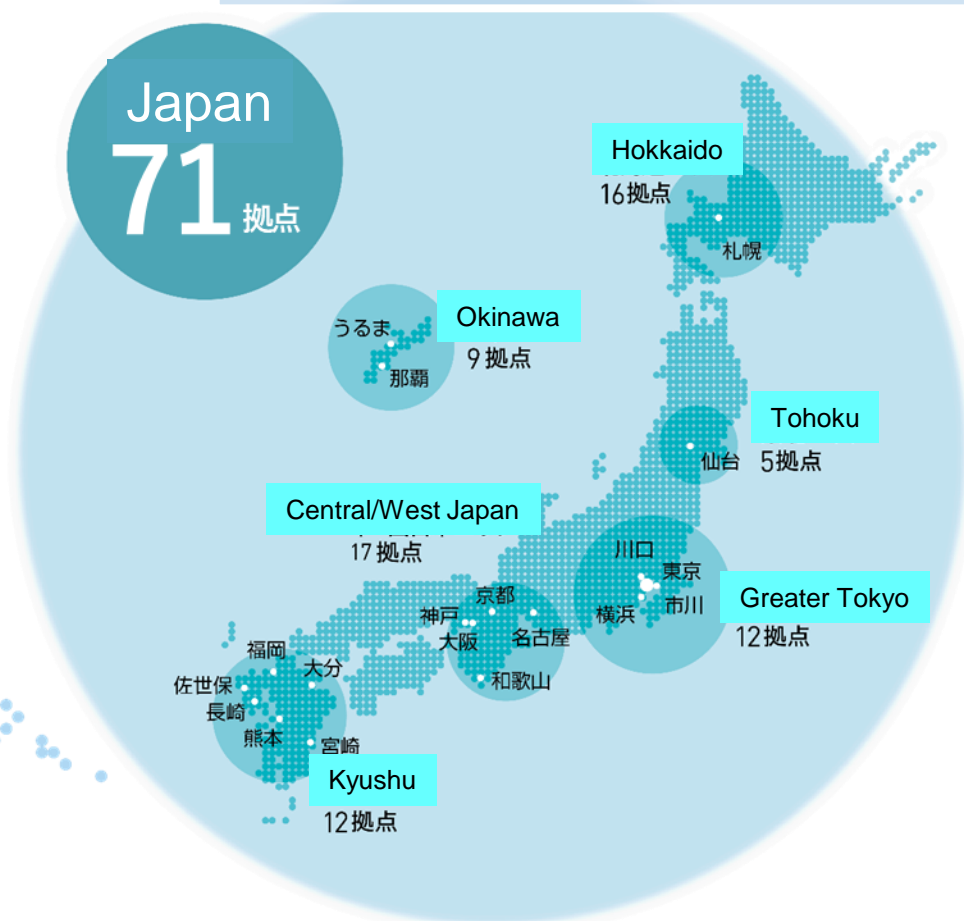 Japan
71 拠点
Hokkaido
16拠点
札幌
うるま
那覇
Okinawa
9拠点
Tohoku
仙台
5拠点
Central/West Japan
17拠点
川口
東京
市川
横浜
Greater Tokyo
12拠点
京都
神戸
大阪
名古屋
和歌山
福岡
大分
佐世保
長崎
熊本
宮崎
Kyushu
12拠点